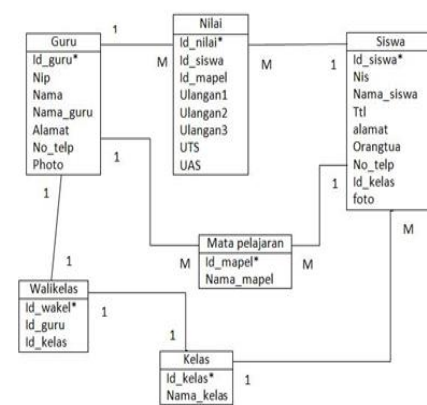 Guru
Id_guru*
Nip
Nama
Nama_guru
Alamat
No_telp
Photo
1
M
Nilai
Id_nilai*
Id_siswa
Id_mapel
Ulangan1
Ulangan2
Ulangan3
UTS
UAS
M
1
Siswa
Id_siswa*
Nis
Nama_siswa
Ttl
alamat
Orangtua
No_telp
Id_kelas
foto
1
M
Mata pelajaran
Id_mapel*
Nama_mapel
M
1
1
1
Walikelas
Id_wakel*
Id_guru
Id_kelas
1
1
Kelas
Id_kelas*
Nama_kelas
1
M